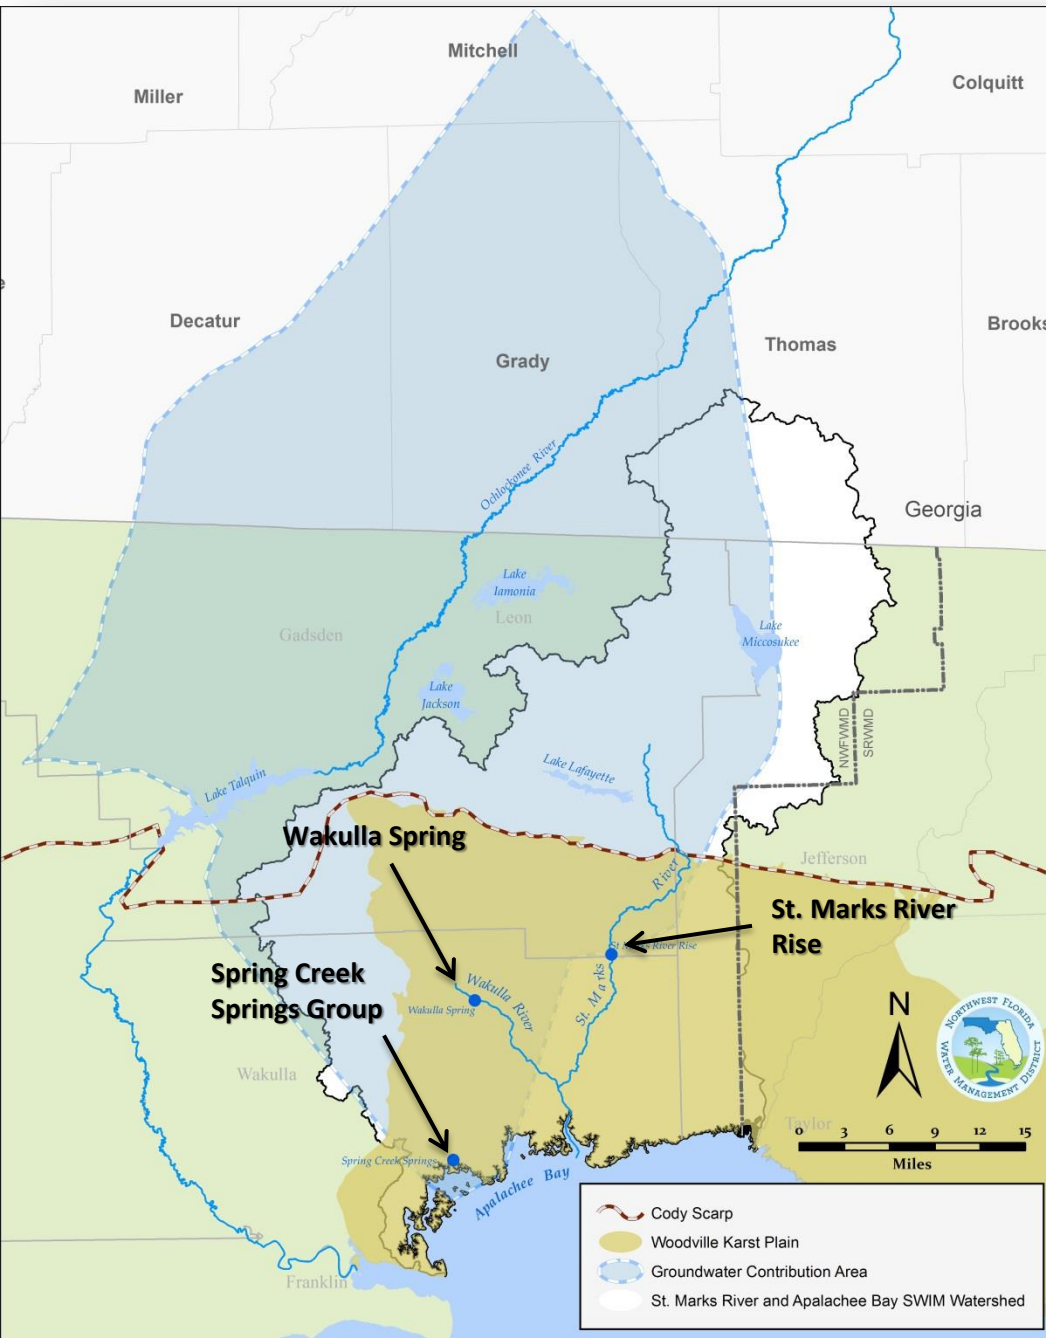 Mitchell
Colquitt
Miller
Decatur
Brooks
Thomas
Grady
Ochlockonee River
Georgia
Lake
Iamonia
Leon
Gadsden
Lake
Miccosukee
Lake
Jackson
NWFWMD
SRWMD
Lake Lafayette
Lake Talquin
Wakulla Spring
Jefferson
River
St. Marks River
Rise
St Marks River Rise
Spring Creek
Springs Group
St. Marks
Wakulla River
Wakulla Spring
N
NORTHWEST FLORIDA
WATER MANAGEMENT DISTRICT
Wakulla
Taylor
0 3 6 9 12 15
Miles
Spring Creek Springs
Apalachee Bay
Cody Scarp
Woodville Karst Plain
Groundwater Contribution Area
St. Marks River and Apalachee Bay SWIM Watershed
Franklin